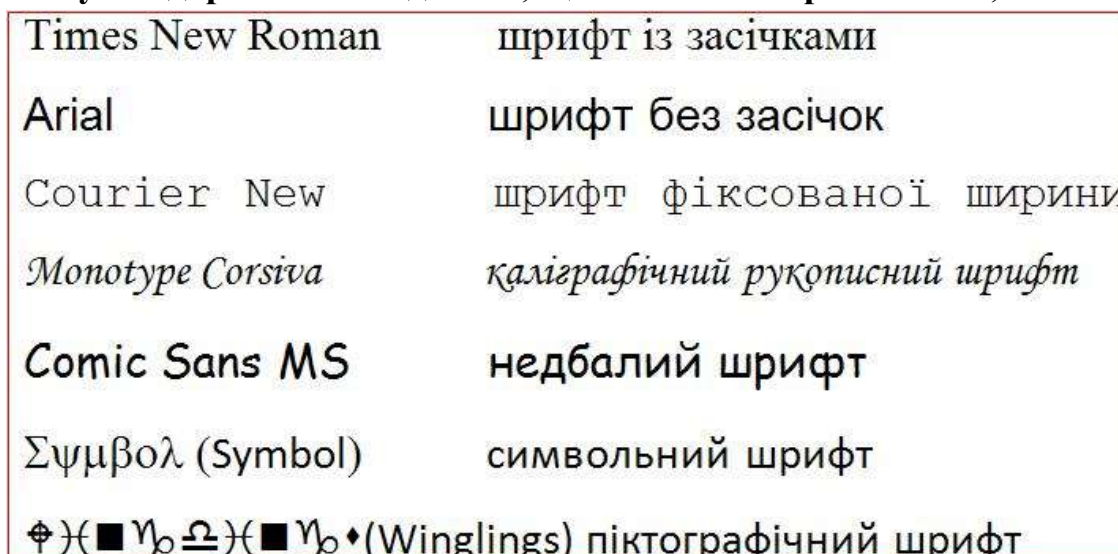 Times New Roman шрифт із засічками
Arial шрифт без засічок
Courier New шрифт фіксованої ширини
Monotype Corsiva каліграфічний рукописний шрифт
Comic Sans MS недбалий шрифт
Σψμβολ (Symbol) символьний шрифт
⌖♓■♑♎♓■♑⬧(Winglings) піктографічний шрифт